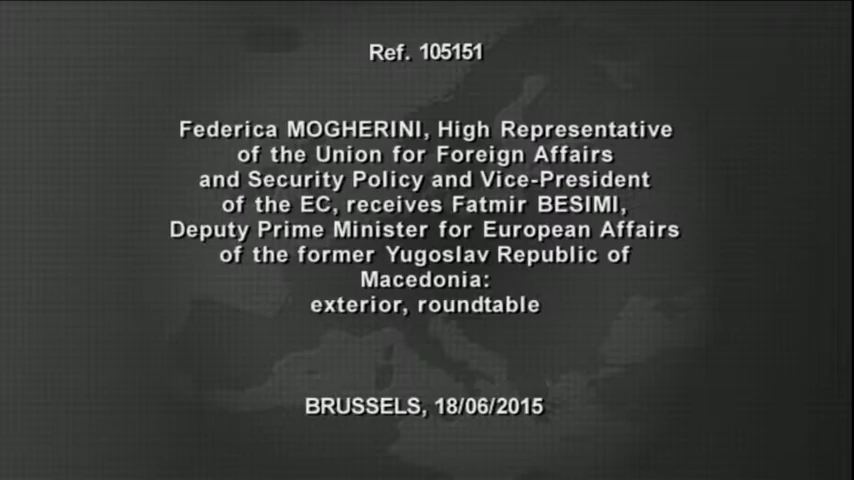 Ref. 105151
Federica MOGHERINI, High Representative
of the Union for Foreign Affairs
and Security Policy and Vice-President
of the EC, receives Fatmir BESIMI,
Deputy Prime Minister for European Affairs
of the former Yugoslav Republic of
Macedonia:
exterior, roundtable
BRUSSELS, 18/06/2015